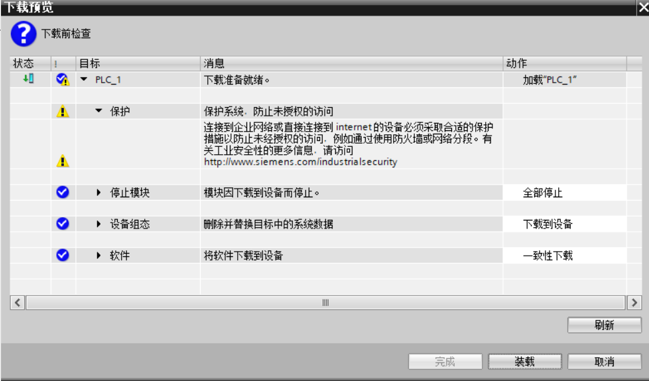 下载预览
下载前检查
状态 ! 目标 消息 动作
PLC_1 下载准备就绪。 加载"PLC_1"
保护 保护系统，防止未授权的访问
连接到企业网络或直接连接到 internet 的设备必须采取合适的保护
措施以防止未经授权的访问，例如通过使用防火墙或网络分段。有
关工业安全性的更多信息，请访问
http://www.siemens.com/industrialsecurity
停止模块 模块因下载到设备而停止。 全部停止
设备组态 删除并替换目标中的系统数据 下载到设备
软件 将软件下载到设备 一致性下载
刷新
完成 装载 取消